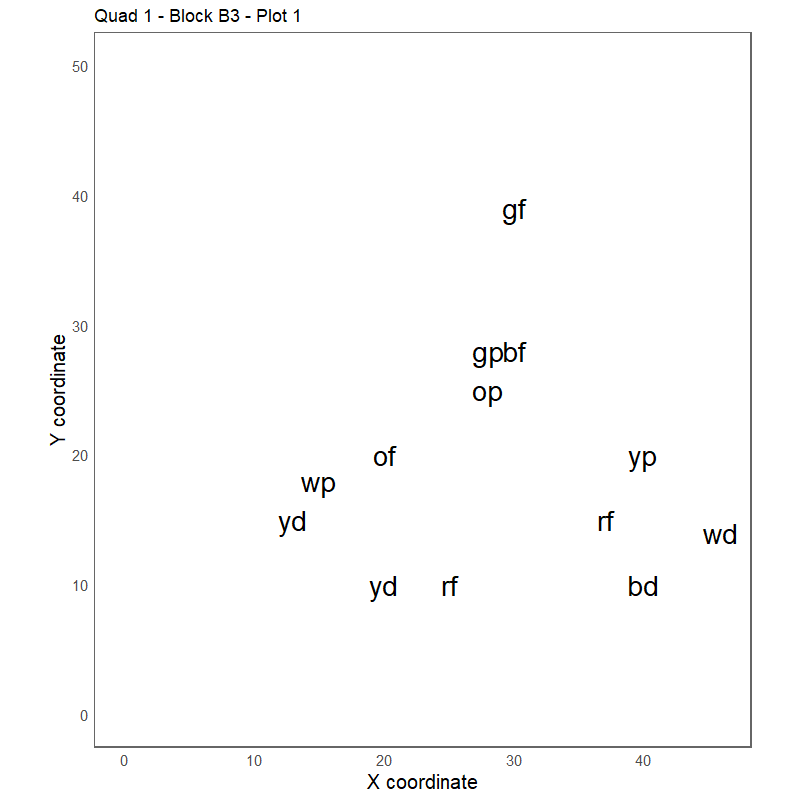 Quad 1 - Block B3 - Plot 1
50
40
gf
30
gpbf
op
Y coordinate
20
of
yp
wp
yd
rf
wd
10
yd
rf
bd
0
0 10 20 30 40
X coordinate